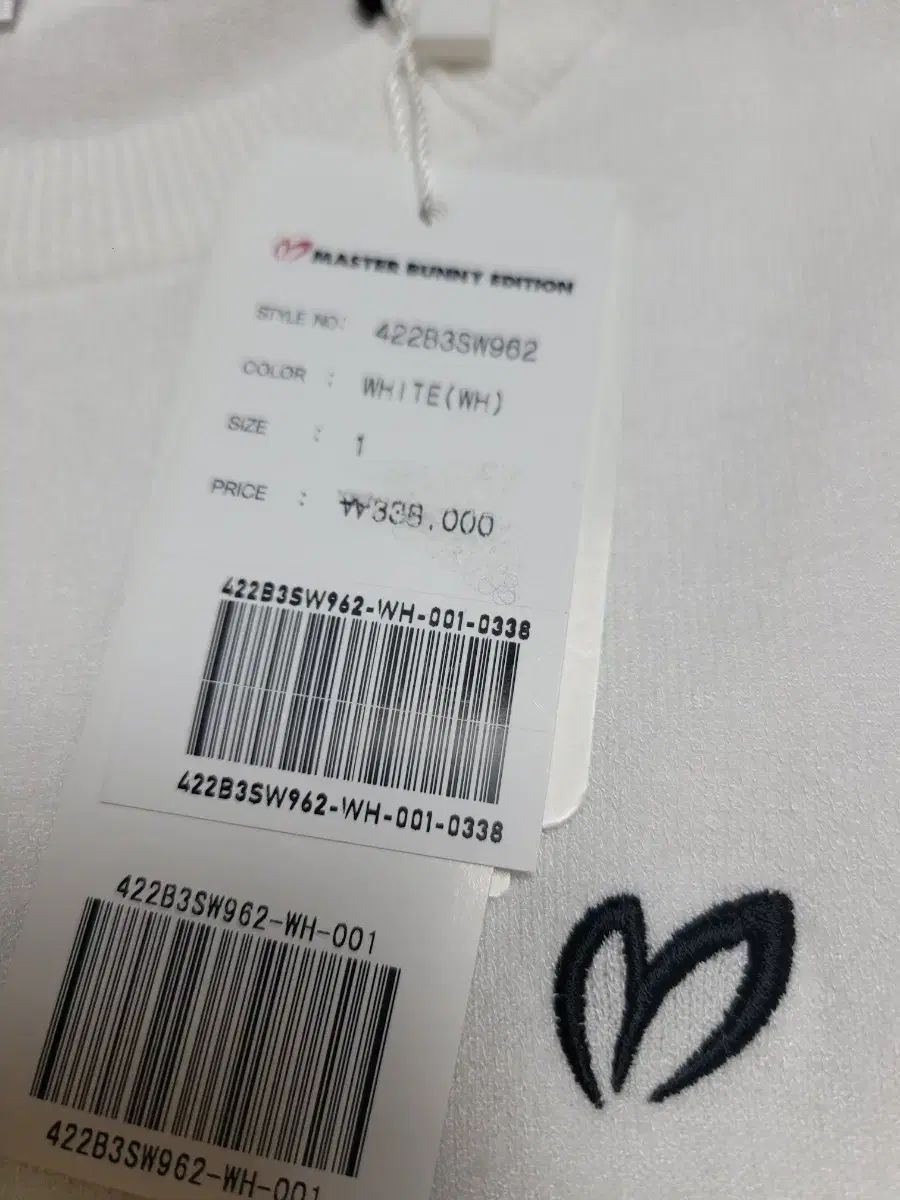 MASTER BUNNY EDITION
STYLE NO: 422B3SW962
COLOR : WHITE(WH)
SIZE : 1
PRICE : ₩338,000
422B3SW962-WH-001-0338
422B3SW962-WH-001-0338
422B3SW962-WH-001
422B3SW962-WH-001